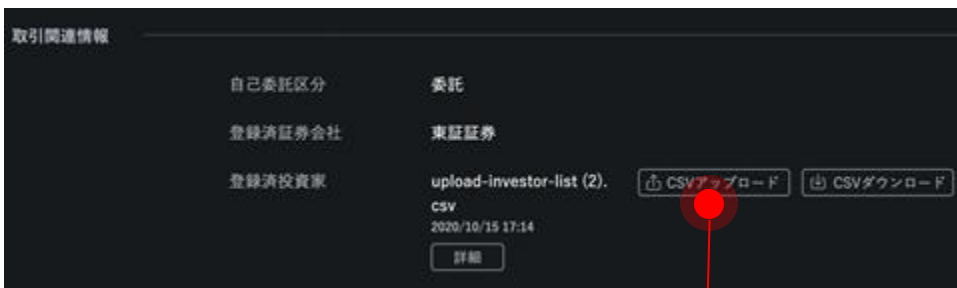 取引関連情報
自己委託区分 委託
登録済証券会社 東証証券
登録済投資家 upload-investor-list (2). CSVアップロード CSVダウンロード
csv
2020/10/15 17:14
詳細